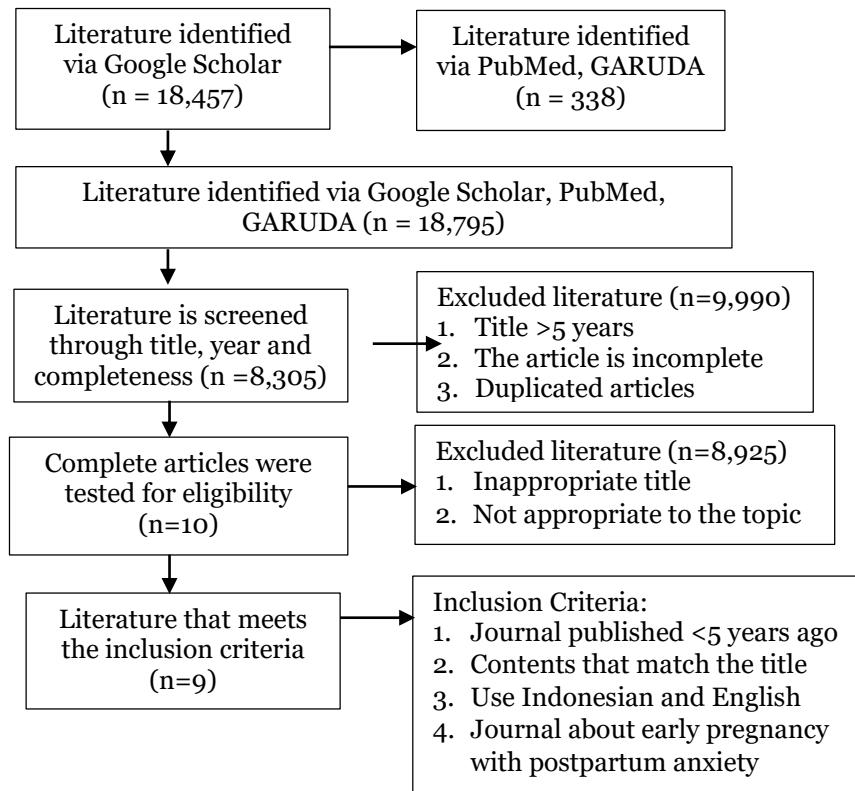 Literature identified
via Google Scholar
(n = 18,457)
Literature identified
via PubMed, GARUDA
(n = 338)
Literature identified via Google Scholar, PubMed,
GARUDA (n = 18,795)
Literature is screened
through title, year and
completeness (n =8,305)
Excluded literature (n=9,990)
1. Title >5 years
2. The article is incomplete
3. Duplicated articles
Complete articles were
tested for eligibility
(n=10)
Excluded literature (n=8,925)
1. Inappropriate title
2. Not appropriate to the topic
Literature that meets
the inclusion criteria
(n=9)
Inclusion Criteria:
1. Journal published <5 years ago
2. Contents that match the title
3. Use Indonesian and English
4. Journal about early pregnancy
with postpartum anxiety